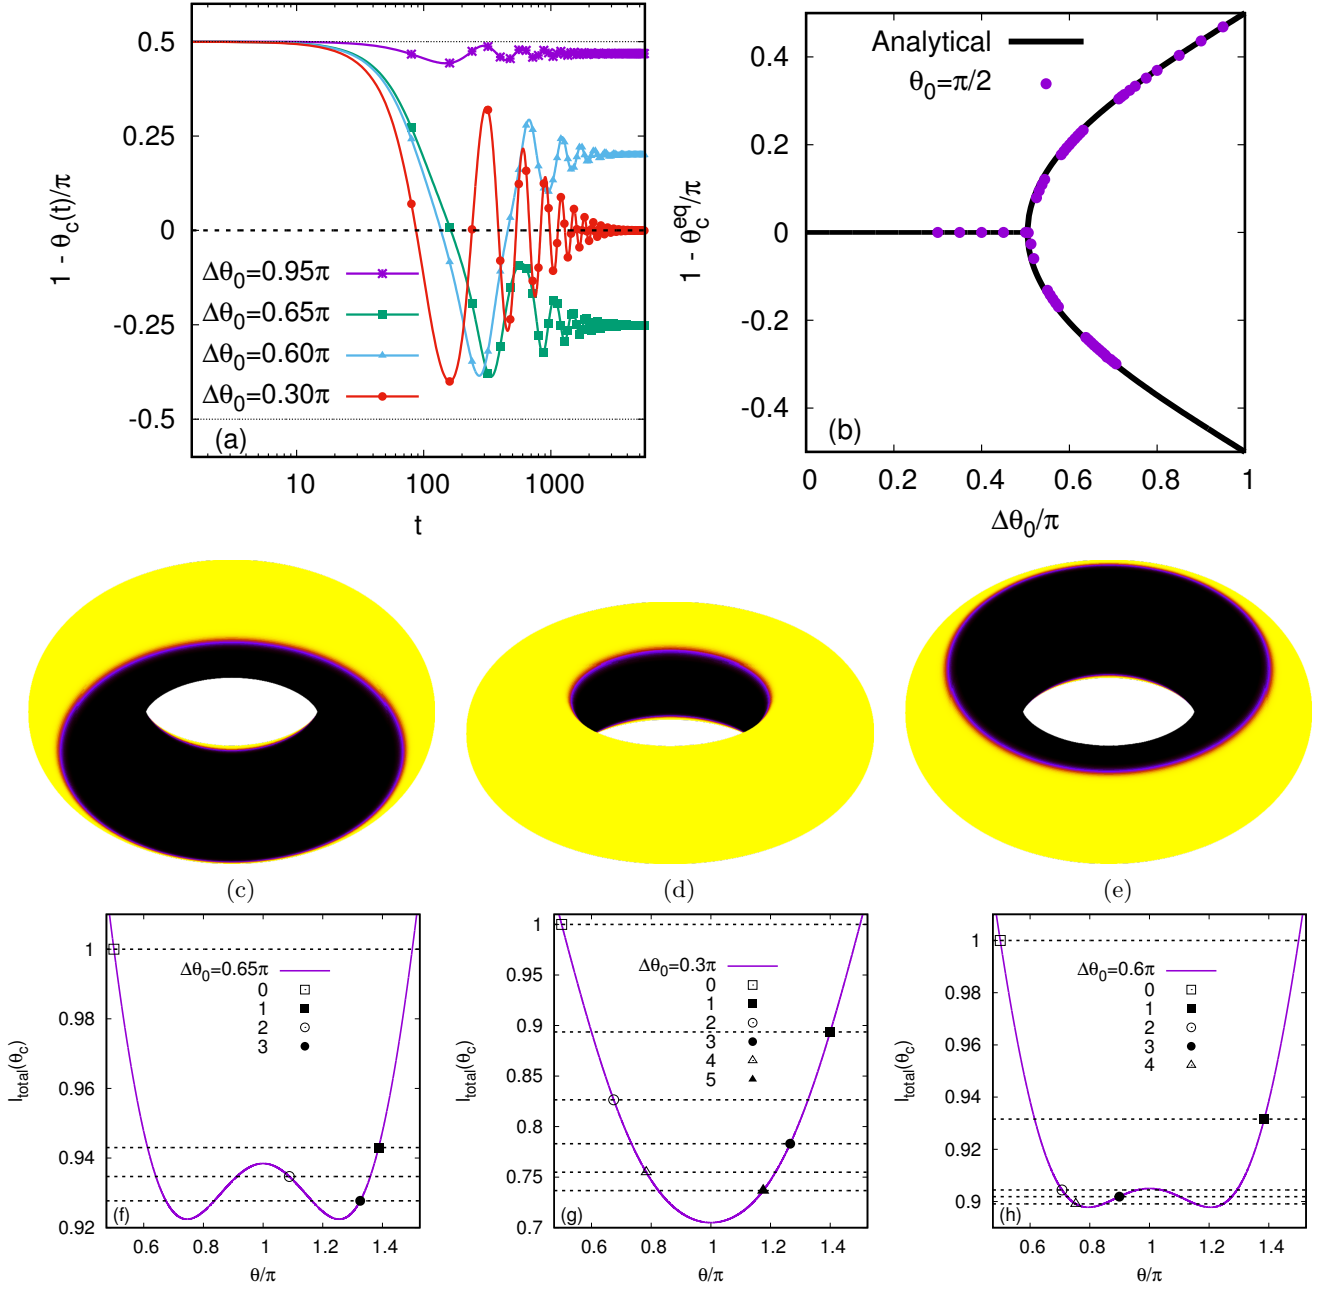 0.5
0.25
0
-0.25
-0.5
1 - θc(t)/π
Δθ0=0.95π
Δθ0=0.65π
Δθ0=0.60π
Δθ0=0.30π
(a)
10 100 1000
t
0.4
0.2
0
-0.2
-0.4
1 - θc^eq/π
Analytical
θ0=π/2
(b)
0 0.2 0.4 0.6 0.8 1
Δθ0/π
(c) (d) (e)
1
0.98
0.96
0.94
0.92
Itotal(θc)
Δθ0=0.65π
0
1
2
3
(f)
0.6 0.8 1 1.2 1.4
θ/π
1
0.95
0.9
0.85
0.8
0.75
0.7
Itotal(θc)
Δθ0=0.3π
0
1
2
3
4
5
(g)
0.6 0.8 1 1.2 1.4
θ/π
1
0.98
0.96
0.94
0.92
0.9
Itotal(θc)
Δθ0=0.6π
0
1
2
3
4
(h)
0.6 0.8 1 1.2 1.4
θ/π